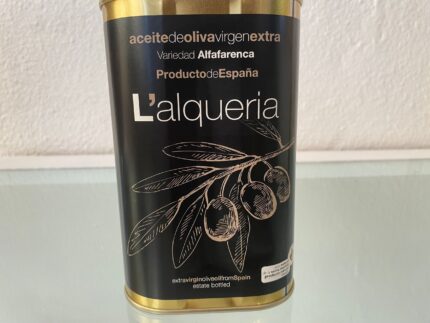 aceitedeolivavirgenextra
Variedad Alfafarenca
ProductodeEspaña
L'alqueria
extravirginoliveoilfromSpain
estate bottled